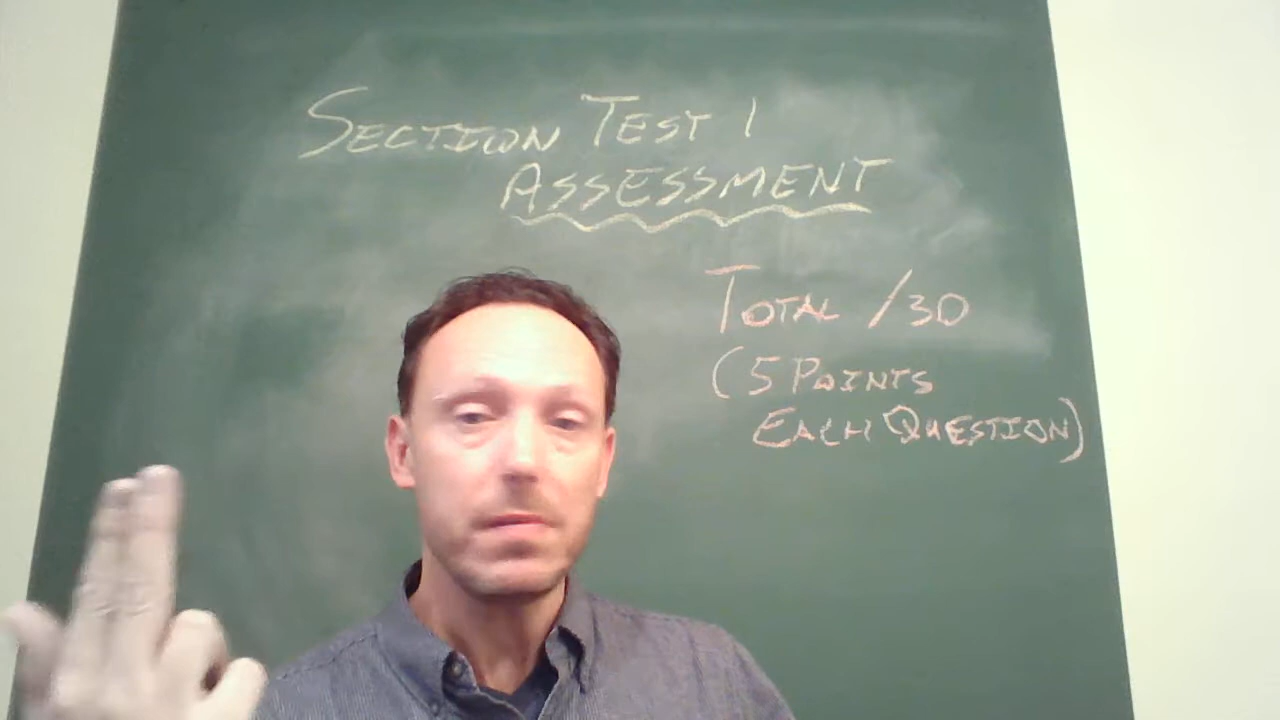 SECTION TEST 1
ASSESSMENT
TOTAL /30
(5 POINTS
EACH QUESTION)